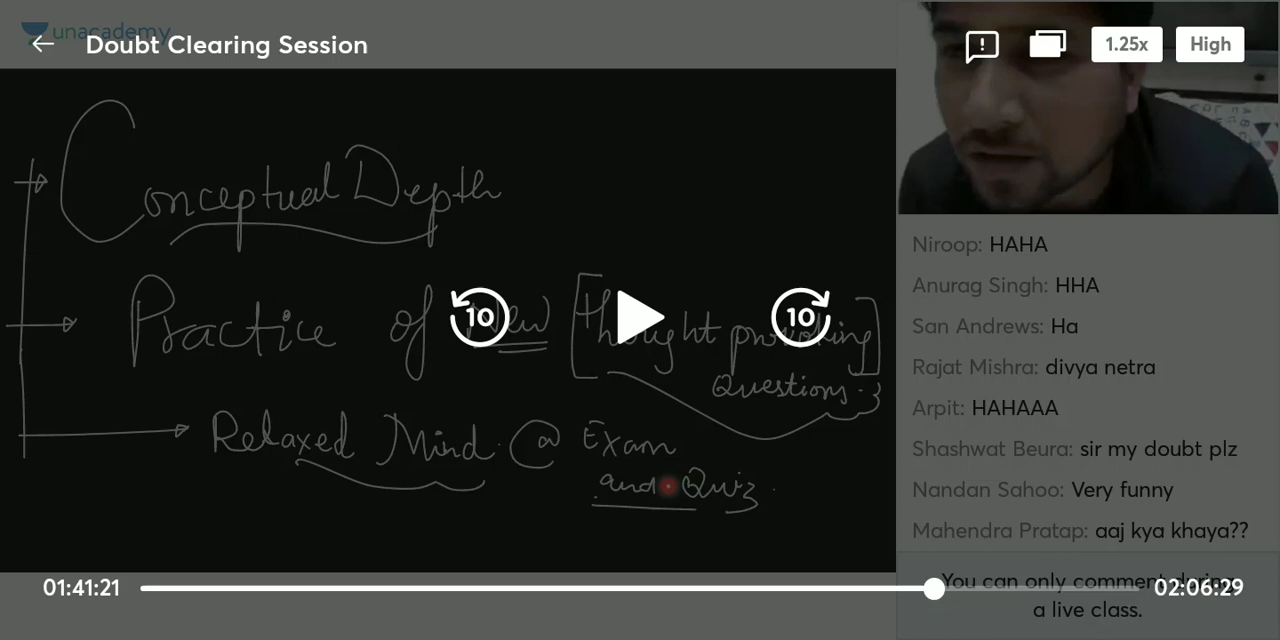 unacademy
Doubt Clearing Session
1.25x
High
Conceptual Depth
Practice of New [thought provoking]
Questions.
10
10
Relaxed Mind. @ Exam
and Quiz.
Niroop: HAHA
Anurag Singh: HHA
San Andrews: Ha
Rajat Mishra: divya netra
Arpit: HAHAAA
Shashwat Beura: sir my doubt plz
Nandan Sahoo: Very funny
Mahendra Pratap: aaj kya khaya??
You can only comment during
a live class.
01:41:21
02:06:29